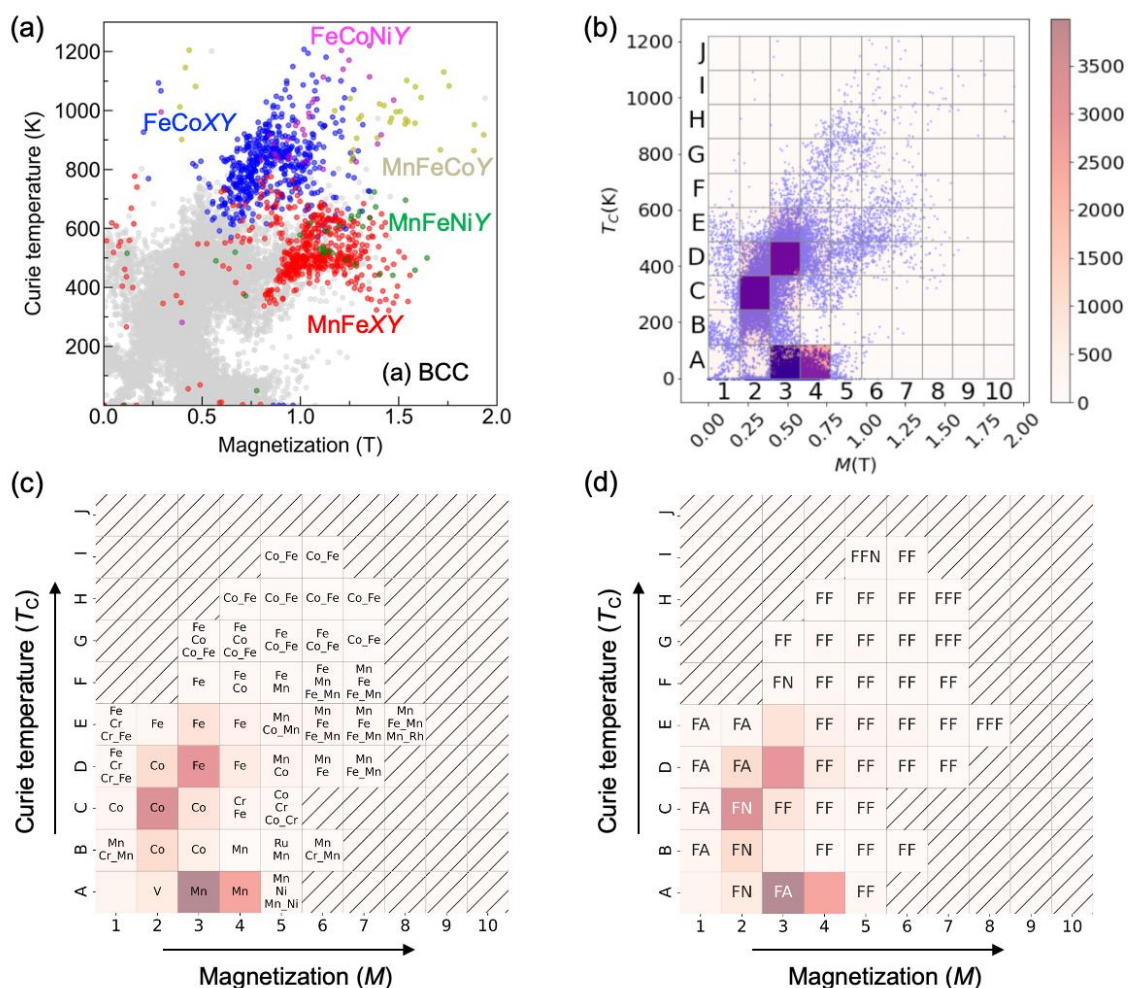 (a)
Curie temperature (K)
1200
1000
800
600
400
200
0.0
0.5
1.0
1.5
2.0
Magnetization (T)
FeCoNiY
FeCoXY
MnFeCoY
MnFeNiY
MnFeXY
(a) BCC
(b)
T_C(K)
1200
1000
800
600
400
200
0
J
I
H
G
F
E
D
C
B
A
1 2 3 4 5 6 7 8 9 10
0.00 0.25 0.50 0.75 1.00 1.25 1.50 1.75 2.00
M(T)
3500
3000
2500
2000
1500
1000
500
0
(c)
Curie temperature (T_C)
J
I
Co_Fe Co_Fe
H
Co_Fe Co_Fe Co_Fe Co_Fe
G
Fe Fe Fe Fe
Co Co Co_Fe Co_Fe Co_Fe
Co_Fe Co_Fe
F
Fe Fe Fe Fe Mn
Co Mn Mn Fe
Fe_Mn Fe_Mn
E
Fe Fe Fe Fe Mn Mn Mn Mn
Cr Co_Mn Fe Fe Fe_Mn
Cr_Fe Fe_Mn Fe_Mn Mn_Rh
D
Fe Co Fe Fe Mn Mn Mn
Cr Co Fe Fe_Mn
Cr_Fe
C
Co Co Co Cr Co
Fe Cr
Co_Cr
B
Mn Co Co Mn Ru Mn
Cr_Mn Mn Cr_Mn
A
V Mn Mn Mn
Ni
Mn_Ni
1 2 3 4 5 6 7 8 9 10
Magnetization (M)
(d)
Curie temperature (T_C)
J
I
FFN FF
H
FF FF FF FFF
G
FF FF FF FF FFF
F
FN FF FF FF FF
E
FA FA FF FF FF FF FFF
D
FA FA FF FF FF FF
C
FA FN FF FF FF
B
FA FN FF FF FF
A
FN FA FF
1 2 3 4 5 6 7 8 9 10
Magnetization (M)